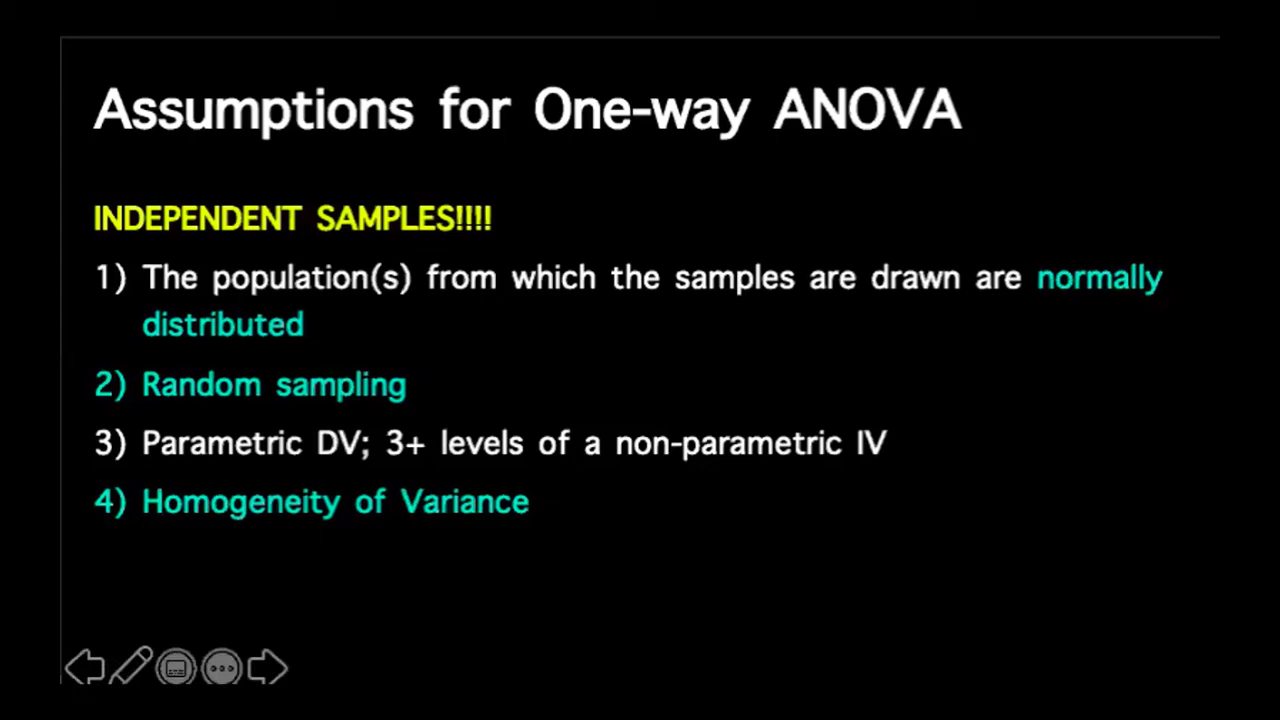 Assumptions for One-way ANOVA
INDEPENDENT SAMPLES!!!!
1) The population(s) from which the samples are drawn are normally
distributed
2) Random sampling
3) Parametric DV; 3+ levels of a non-parametric IV
4) Homogeneity of Variance